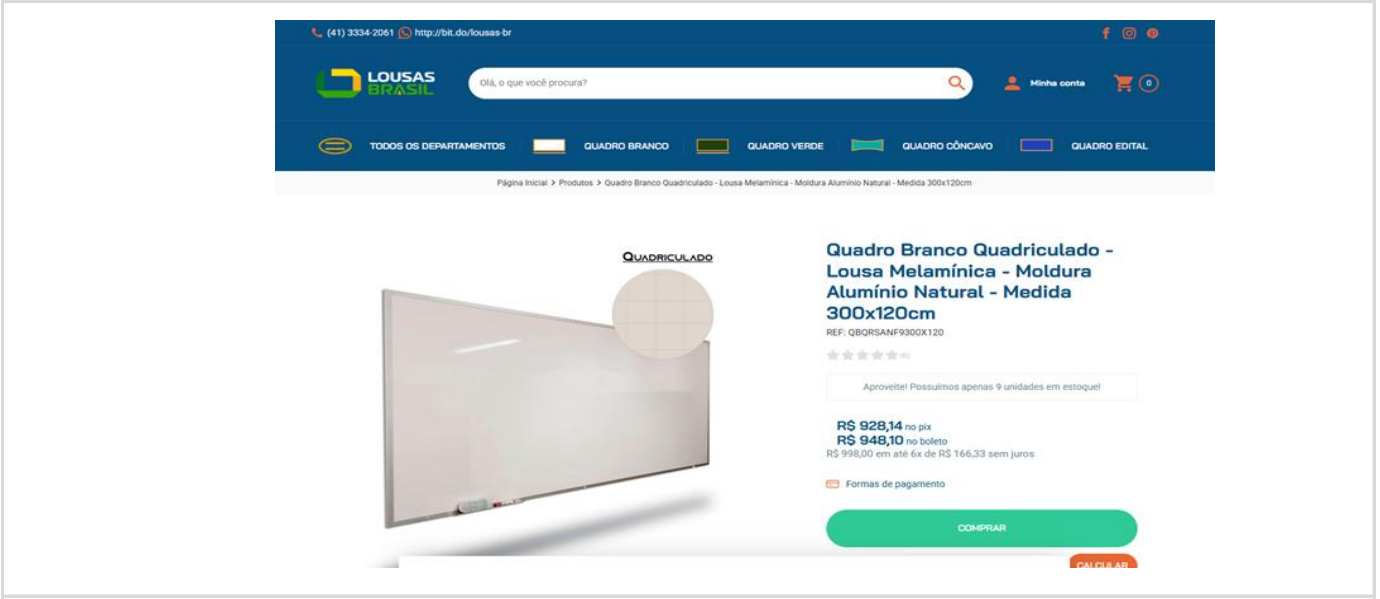 (41) 3334-2061 http://bit.do/lousas-br
LOUSAS
BRASIL
Olá, o que você procura?
Minha conta
0
TODOS OS DEPARTAMENTOS
QUADRO BRANCO
QUADRO VERDE
QUADRO CÔNCAVO
QUADRO EDITAL
Página Inicial > Produtos > Quadro Branco Quadriculado - Lousa Melamínica - Moldura Alumínio Natural - Medida 300x120cm
QUADRICULADO
Quadro Branco Quadriculado -
Lousa Melamínica - Moldura
Alumínio Natural - Medida
300x120cm
REF: QBQRSANF9300X120
(0)
Aproveite! Possuímos apenas 9 unidades em estoque!
R$ 928,14 no pix
R$ 948,10 no boleto
R$ 998,00 em até 6x de R$ 166,33 sem juros
Formas de pagamento
COMPRAR
CALCULAR